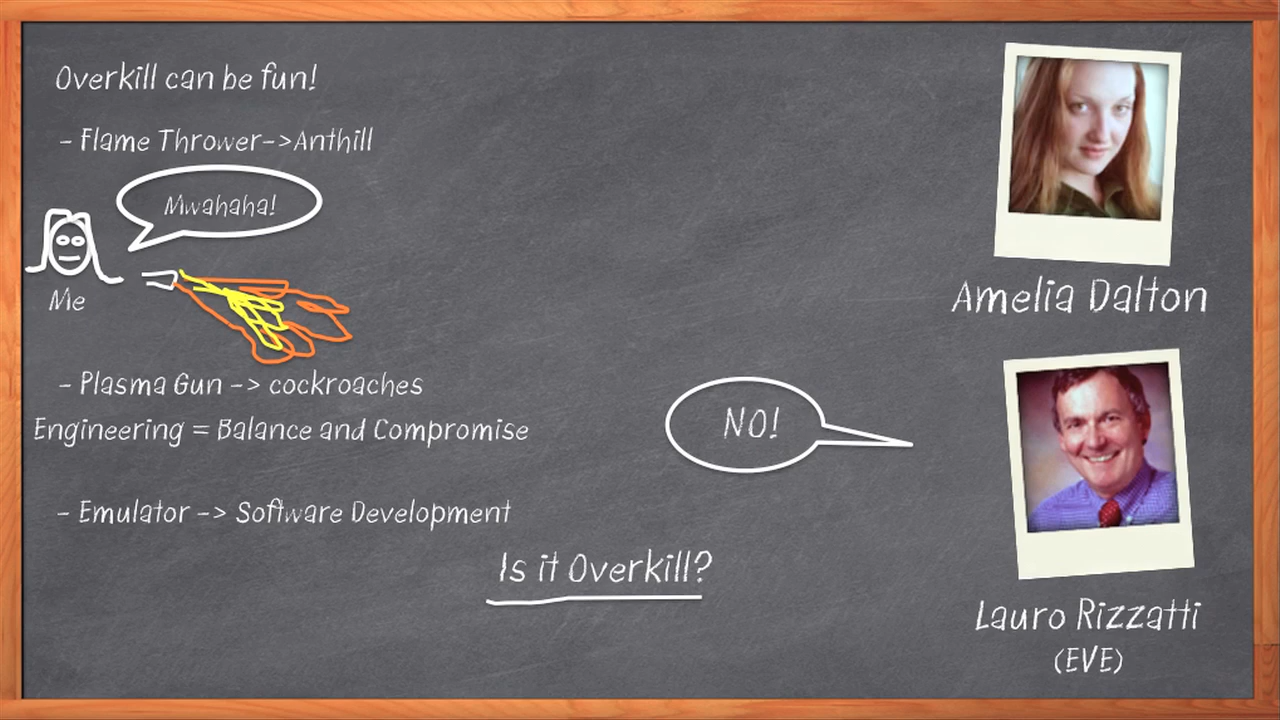 Overkill can be fun!
- Flame Thrower->Anthill
Mwahaha!
Me
- Plasma Gun -> cockroaches
Engineering = Balance and Compromise
- Emulator -> Software Development
Is it Overkill?
NO!
Amelia Dalton
Lauro Rizzatti
(EVE)